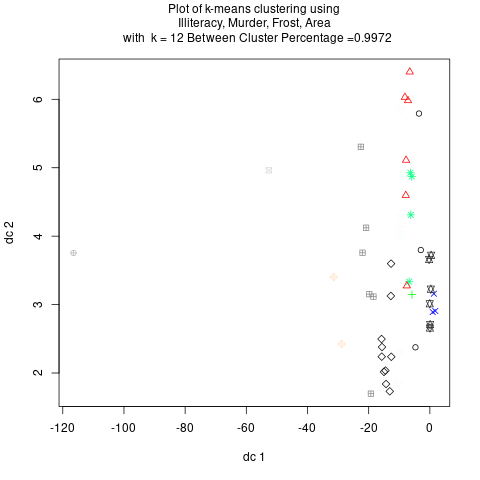 Plot of k-means clustering using
Illiteracy, Murder, Frost, Area
with  k = 12 Between Cluster Percentage =0.9972
6
5
4
3
2
dc 2
-120
-100
-80
-60
-40
-20
0
dc 1